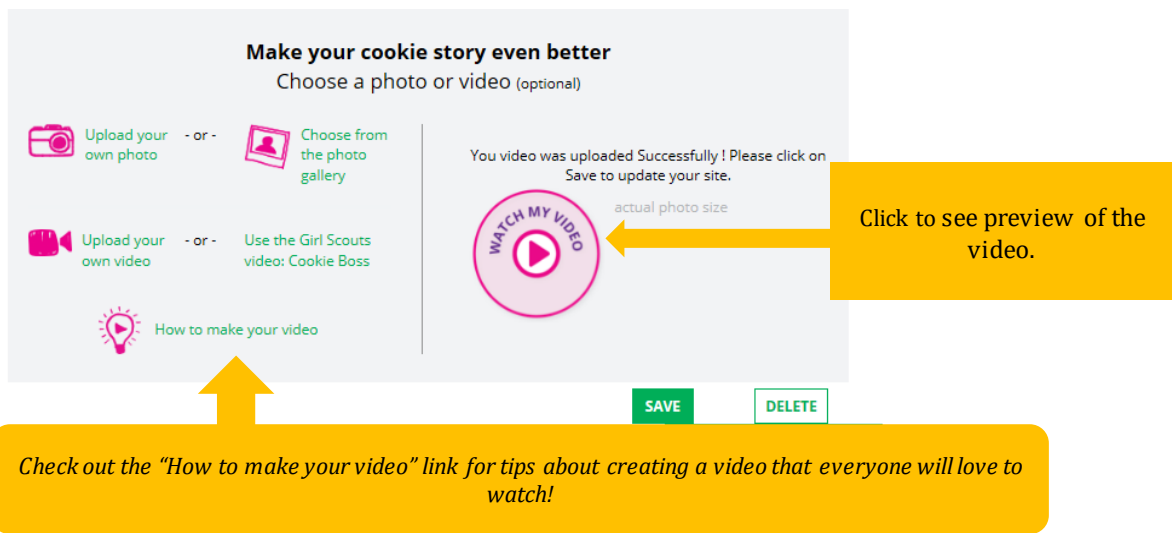 Make your cookie story even better
Choose a photo or video (optional)
Upload your
own photo
- or -
Choose from
the photo
gallery
Upload your
own video
- or -
Use the Girl Scouts
video: Cookie Boss
How to make your video
You video was uploaded Successfully ! Please click on
Save to update your site.
actual photo size
WATCH MY VIDEO
Click to see preview of the
video.
SAVE
DELETE
Check out the “How to make your video” link for tips about creating a video that everyone will love to
watch!